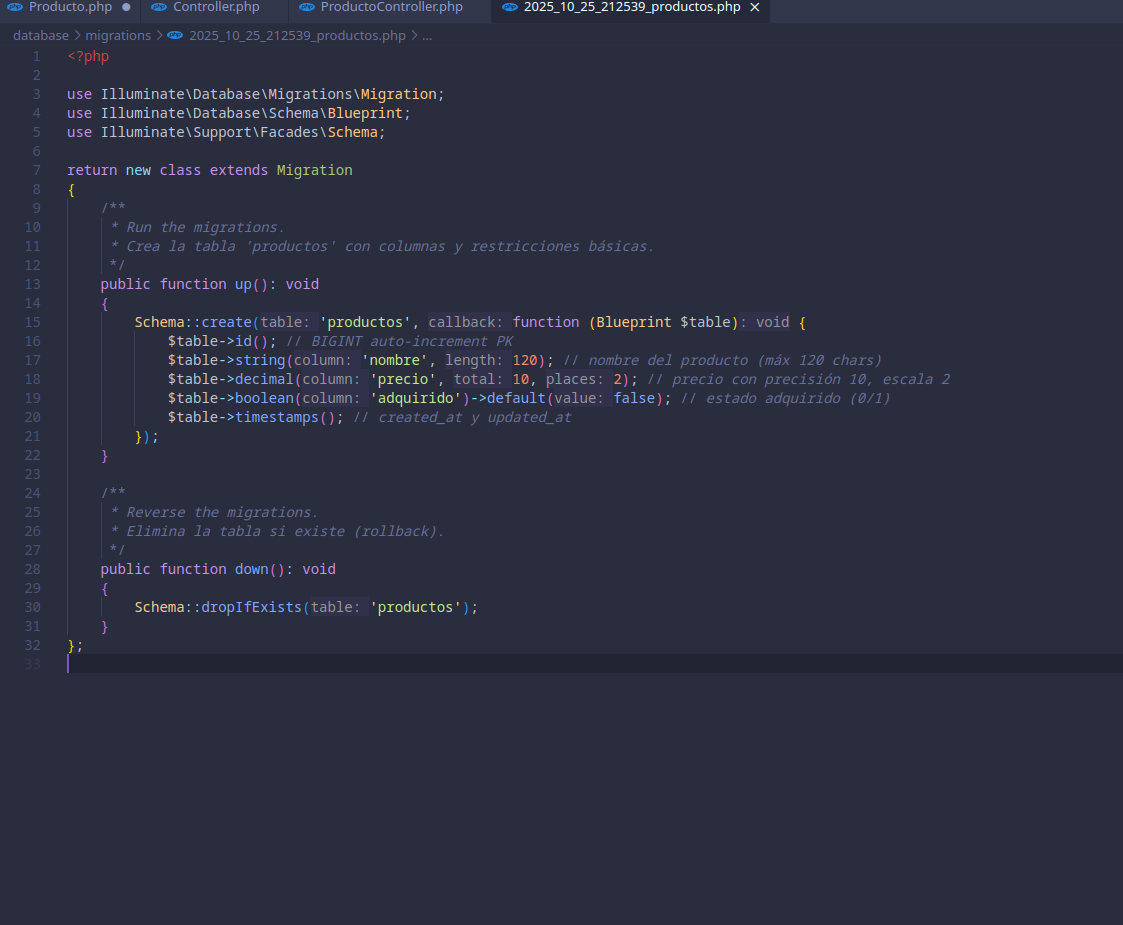 php Producto.php ●
php Controller.php
php ProductoController.php
php 2025_10_25_212539_productos.php ×
database > migrations > php 2025_10_25_212539_productos.php > ...
1 <?php
2
3 use Illuminate\Database\Migrations\Migration;
4 use Illuminate\Database\Schema\Blueprint;
5 use Illuminate\Support\Facades\Schema;
6
7 return new class extends Migration
8 {
9     /**
10      * Run the migrations.
11      * Crea la tabla 'productos' con columnas y restricciones básicas.
12      */
13     public function up(): void
14     {
15         Schema::create(table: 'productos', callback: function (Blueprint $table): void {
16             $table->id(); // BIGINT auto-increment PK
17             $table->string(column: 'nombre', length: 120); // nombre del producto (máx 120 chars)
18             $table->decimal(column: 'precio', total: 10, places: 2); // precio con precisión 10, escala 2
19             $table->boolean(column: 'adquirido')->default(value: false); // estado adquirido (0/1)
20             $table->timestamps(); // created_at y updated_at
21         });
22     }
23
24     /**
25      * Reverse the migrations.
26      * Elimina la tabla si existe (rollback).
27      */
28     public function down(): void
29     {
30         Schema::dropIfExists(table: 'productos');
31     }
32 };
33